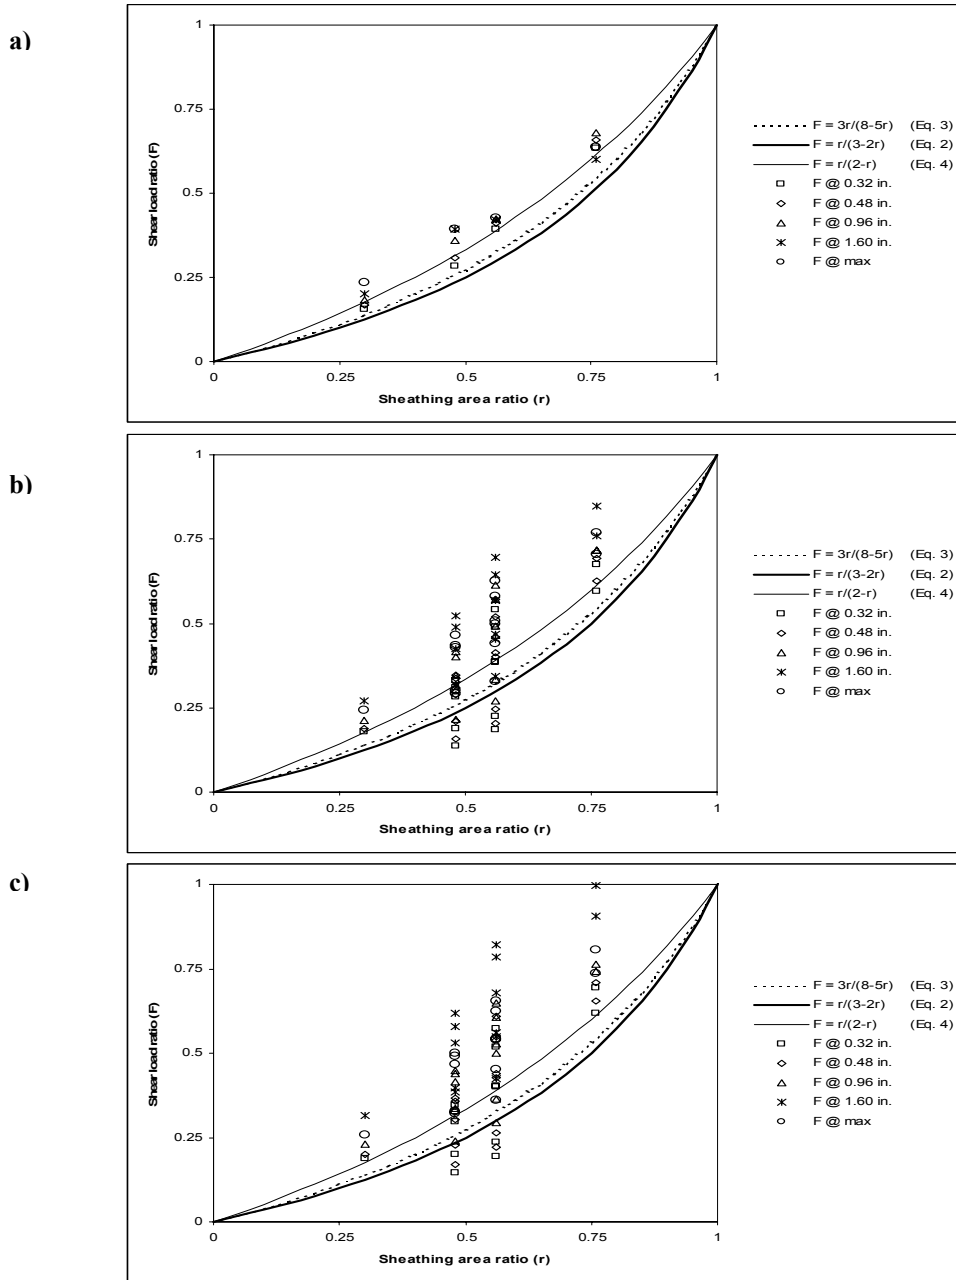 a)
1
0.75
0.5
0.25
0
0 0.25 0.5 0.75 1
Shear load ratio (F)
Sheathing area ratio (r)
F = 3r/(8-5r) (Eq. 3)
F = r/(3-2r) (Eq. 2)
F = r/(2-r) (Eq. 4)
F @ 0.32 in.
F @ 0.48 in.
F @ 0.96 in.
F @ 1.60 in.
F @ max
b)
1
0.75
0.5
0.25
0
0 0.25 0.5 0.75 1
Shear load ratio (F)
Sheathing area ratio (r)
F = 3r/(8-5r) (Eq. 3)
F = r/(3-2r) (Eq. 2)
F = r/(2-r) (Eq. 4)
F @ 0.32 in.
F @ 0.48 in.
F @ 0.96 in.
F @ 1.60 in.
F @ max
c)
1
0.75
0.5
0.25
0
0 0.25 0.5 0.75 1
Shear load ratio (F)
Sheathing area ratio (r)
F = 3r/(8-5r) (Eq. 3)
F = r/(3-2r) (Eq. 2)
F = r/(2-r) (Eq. 4)
F @ 0.32 in.
F @ 0.48 in.
F @ 0.96 in.
F @ 1.60 in.
F @ max